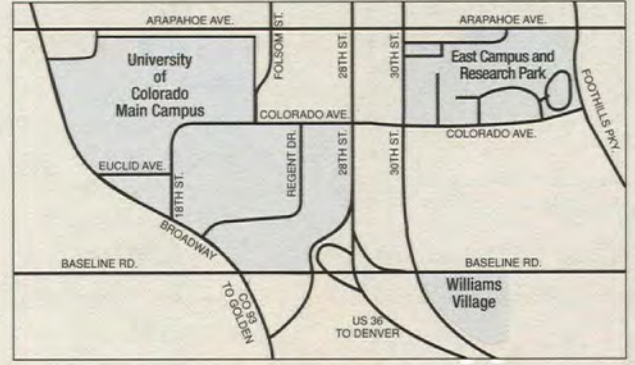 ARAPAHOE AVE.
ARAPAHOE AVE.
FOLSOM ST.
28TH ST.
30TH ST.
University
of
Colorado
Main Campus
East Campus and
Research Park
FOOTHILLS PKY.
COLORADO AVE.
COLORADO AVE.
EUCLID AVE.
18TH ST.
REGENT DR.
28TH ST.
30TH ST.
BROADWAY
BASELINE RD.
BASELINE RD.
Williams
Village
CO 93
TO GOLDEN
US 36
TO DENVER